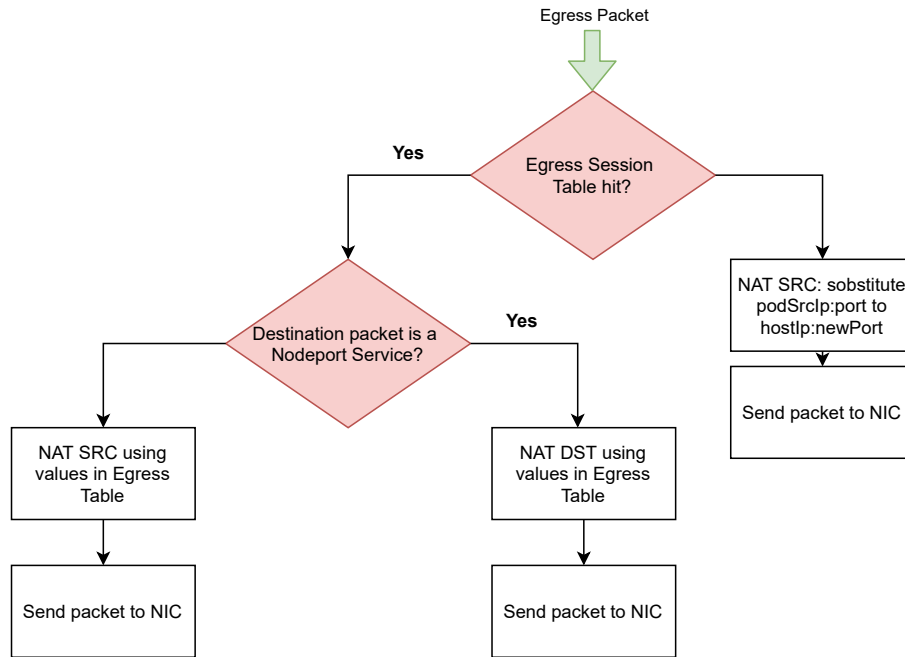 Egress Packet
Yes
Egress Session
Table hit?
NAT SRC: sobstitute
podSrcIp:port to
hostIp:newPort
Destination packet is a
Nodeport Service?
Yes
Send packet to NIC
NAT SRC using
values in Egress
Table
NAT DST using
values in Egress
Table
Send packet to NIC
Send packet to NIC